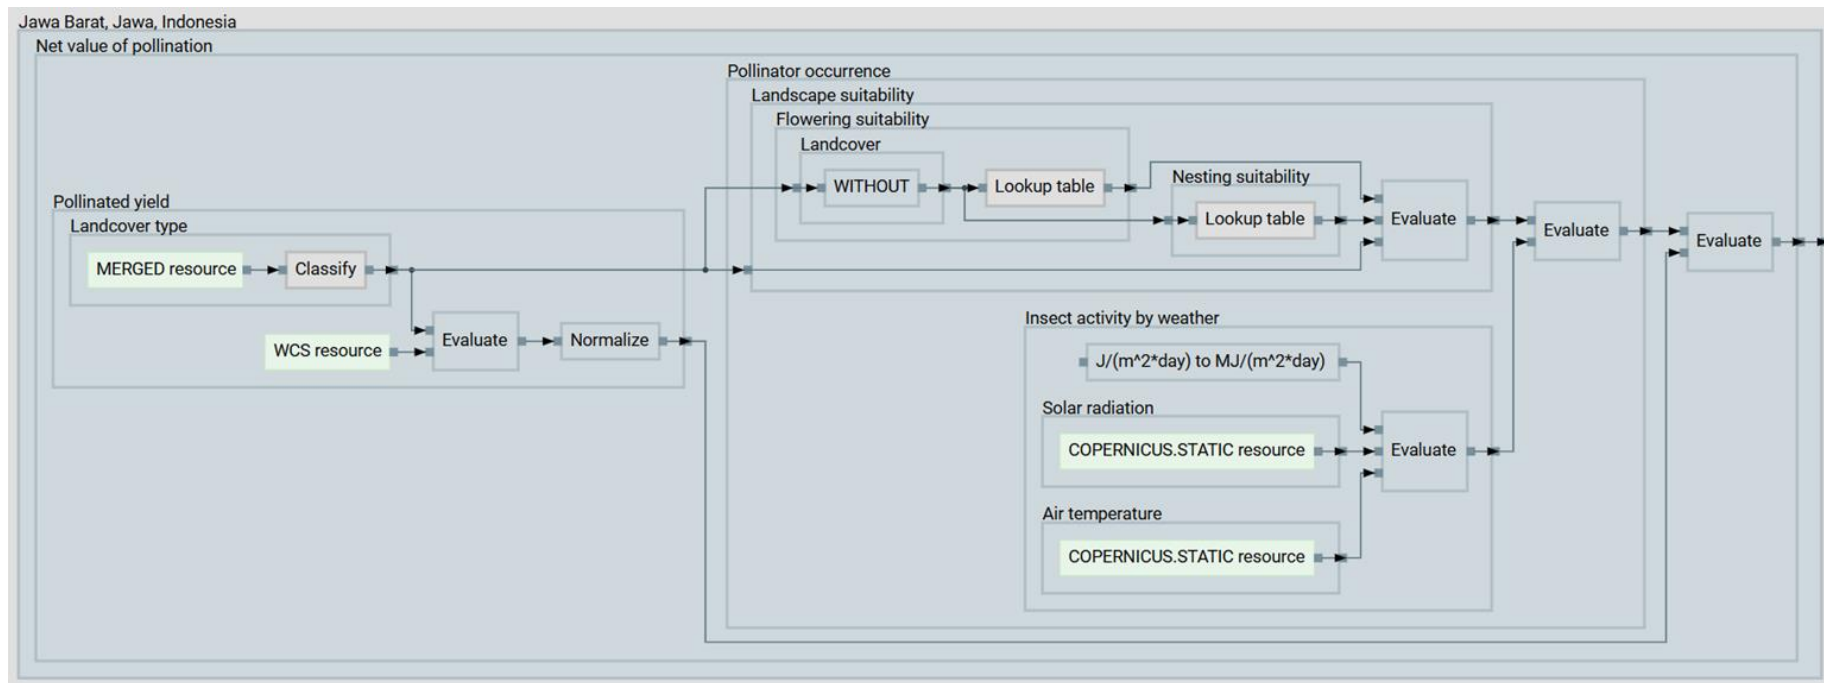 Jawa Barat, Jawa, Indonesia
Net value of pollination
Pollinator occurrence
Landscape suitability
Flowering suitability
Landcover
WITHOUT
Lookup table
Nesting suitability
Lookup table
Evaluate
Evaluate
Evaluate
Pollinated yield
Landcover type
MERGED resource
Classify
WCS resource
Evaluate
Normalize
Insect activity by weather
J/(m^2*day) to MJ/(m^2*day)
Solar radiation
COPERNICUS.STATIC resource
Evaluate
Air temperature
COPERNICUS.STATIC resource